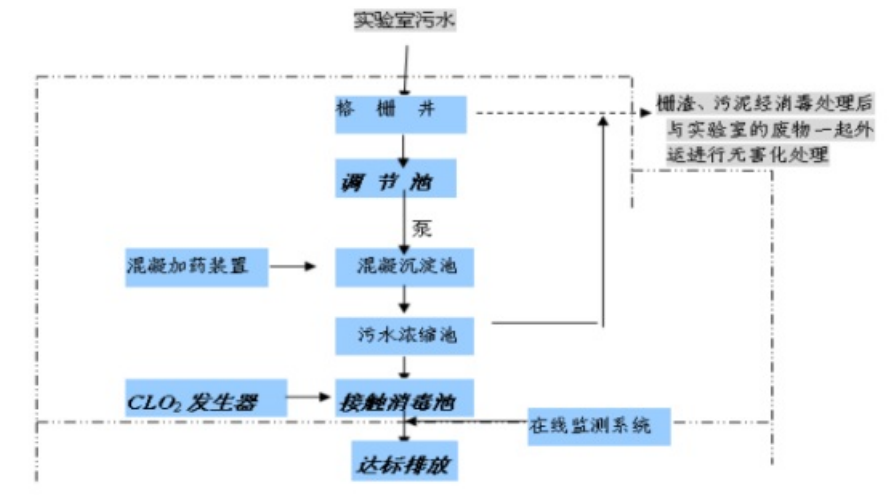 实验室污水
格 栅 井
栅渣、污泥经消毒处理后
与实验室的废物一起外
运进行无害化处理
调 节 池
泵
混凝加药装置
混凝沉淀池
污水浓缩池
CLO₂发生器
接触消毒池
在线监测系统
达标排放